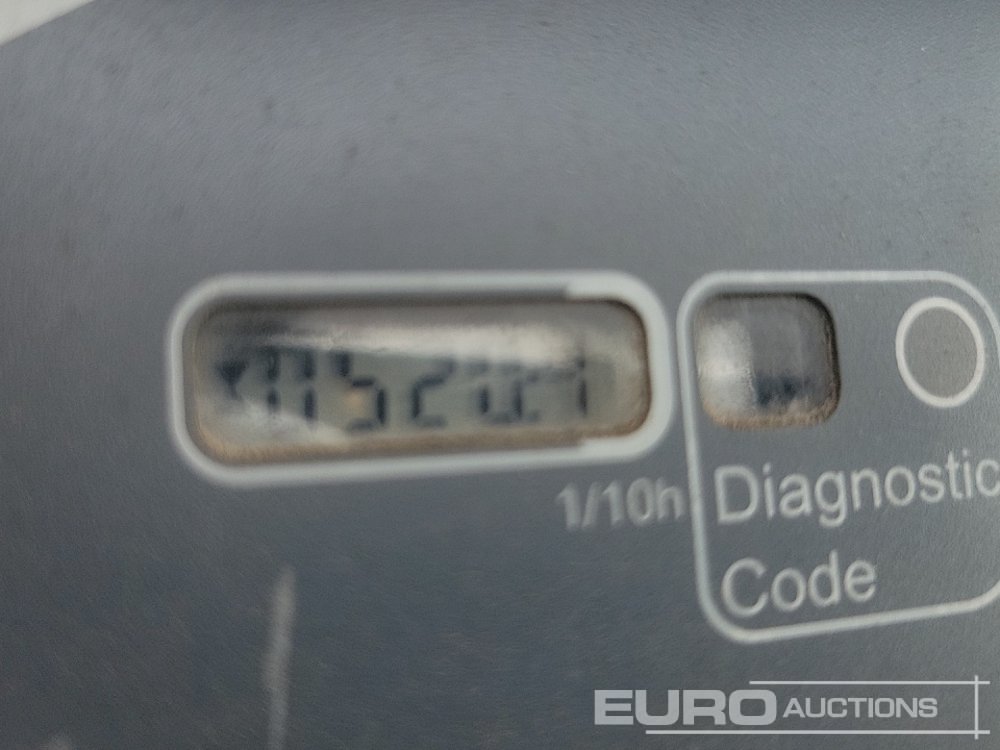 1/10h
Diagnostic
Code
EURO AUCTIONS